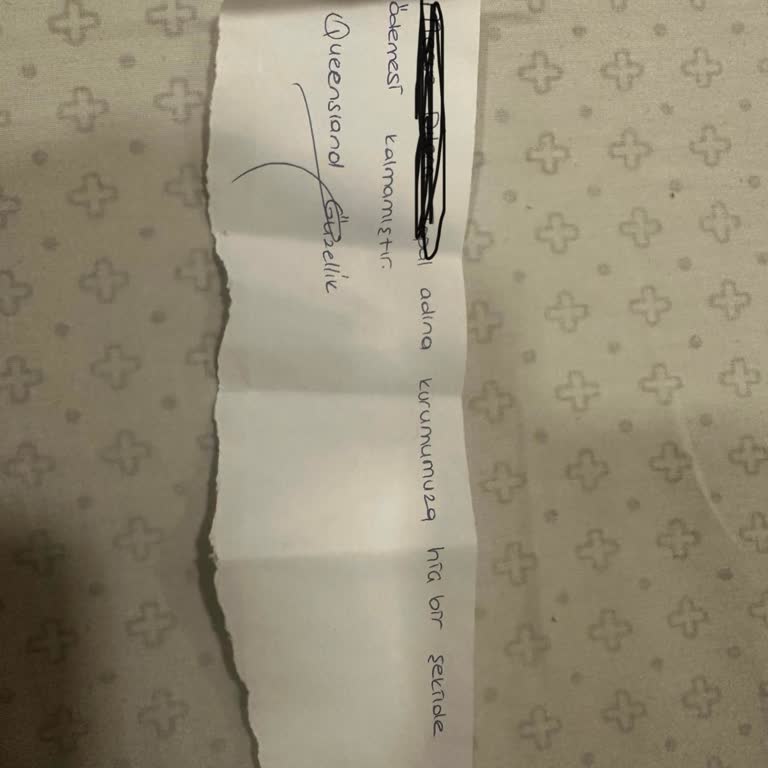 adına kurumumuza hiç bir şekilde
ödemesi kalmamıştır.
Queensland Güzellik